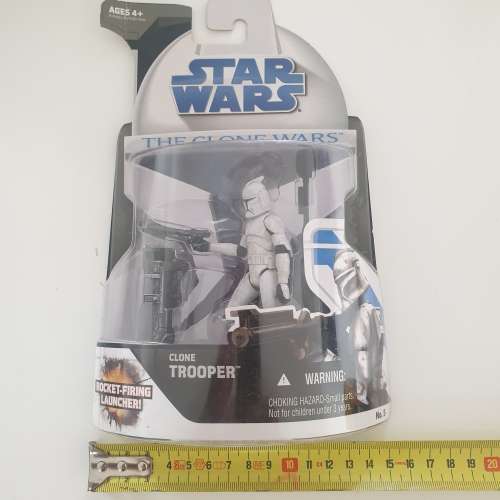 AGES 4+
STAR
WARS
THE CLONE WARS
CLONE
TROOPER
ROCKET-FIRING
LAUNCHER!
WARNING:
CHOKING HAZARD-Small parts.
Not for children under 3 years.
4 5 6 7 8 9 10 11 12 13 14 15 16 17 18 19 20